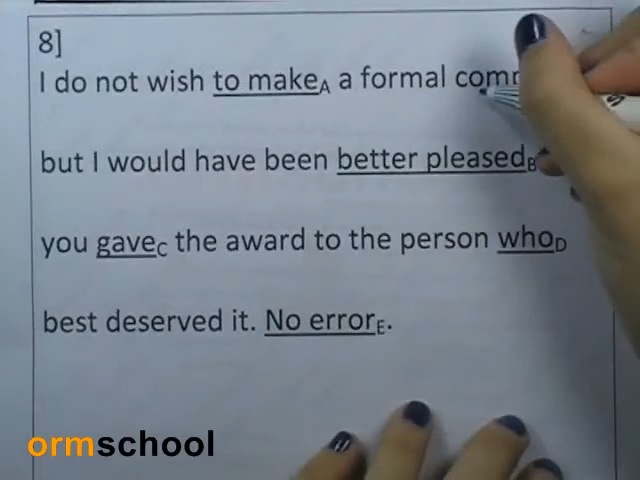 8]
I do not wish to makeA a formal
but I would have been better pleasedB
you gaveC the award to the person whoD
best deserved it. No errorE.
ormschool